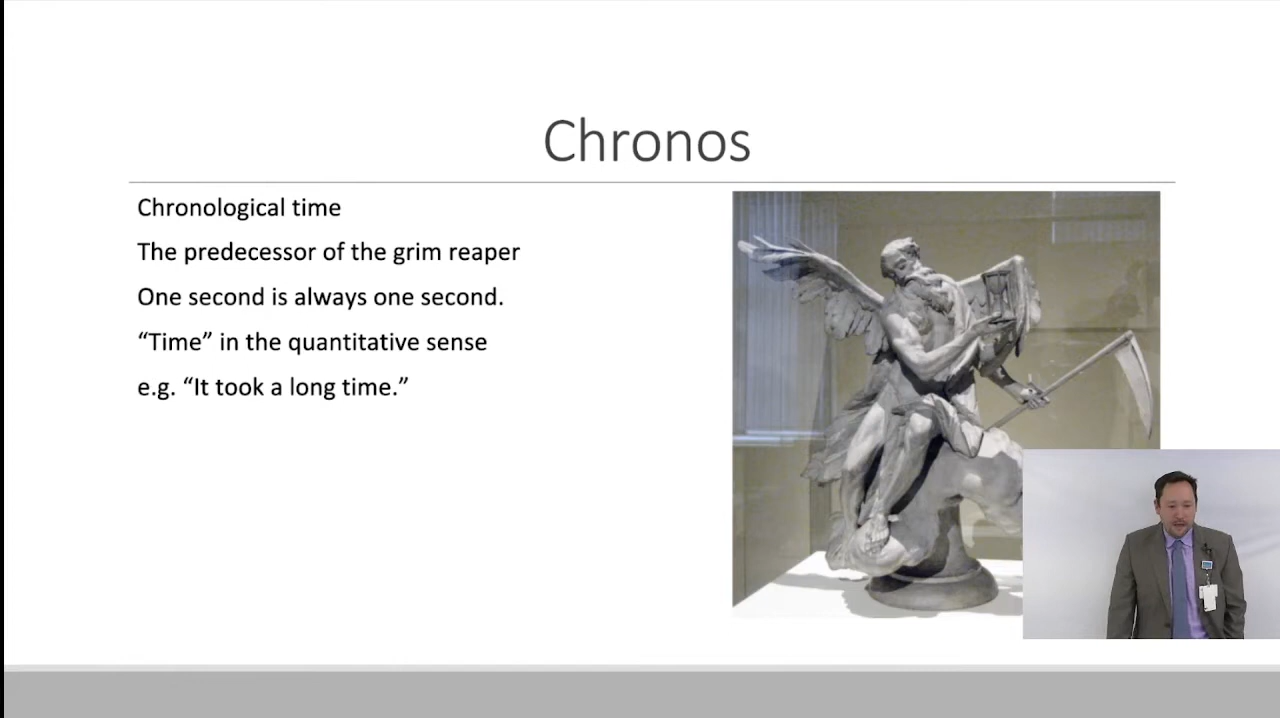 Chronos
Chronological time
The predecessor of the grim reaper
One second is always one second.
“Time” in the quantitative sense
e.g. “It took a long time.”